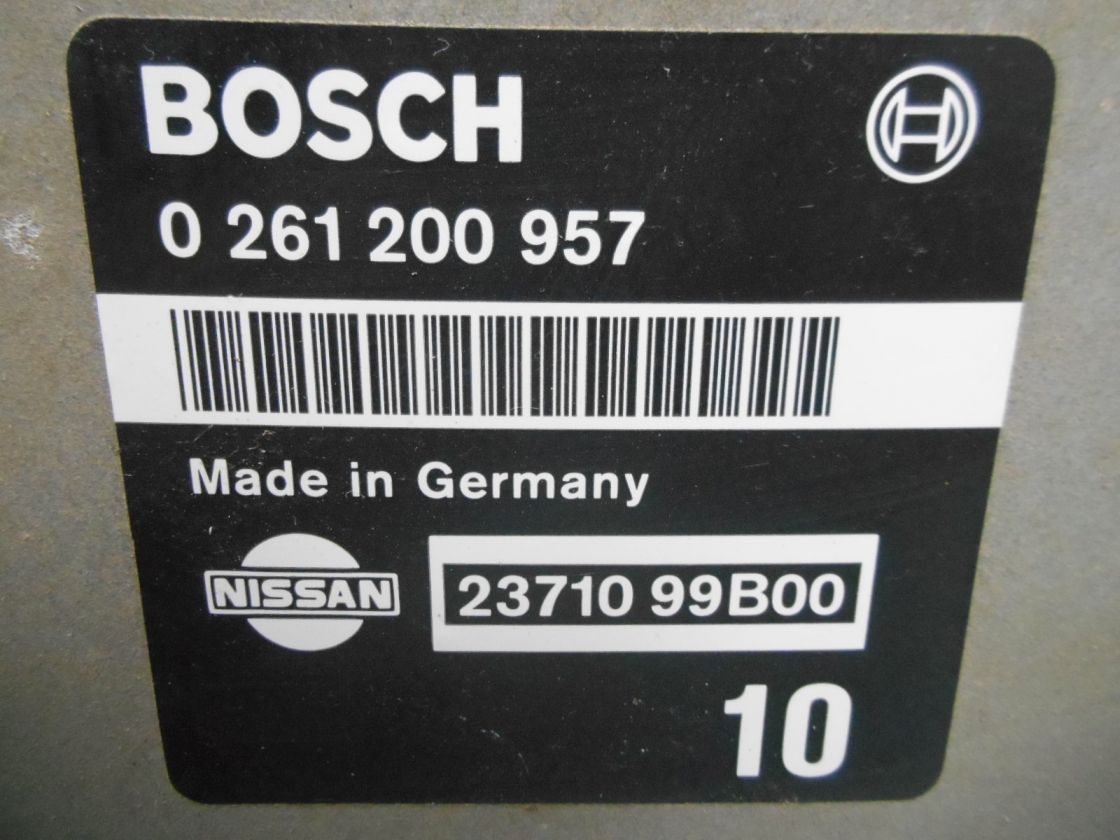 BOSCH
0 261 200 957
Made in Germany
NISSAN
23710 99B00
10